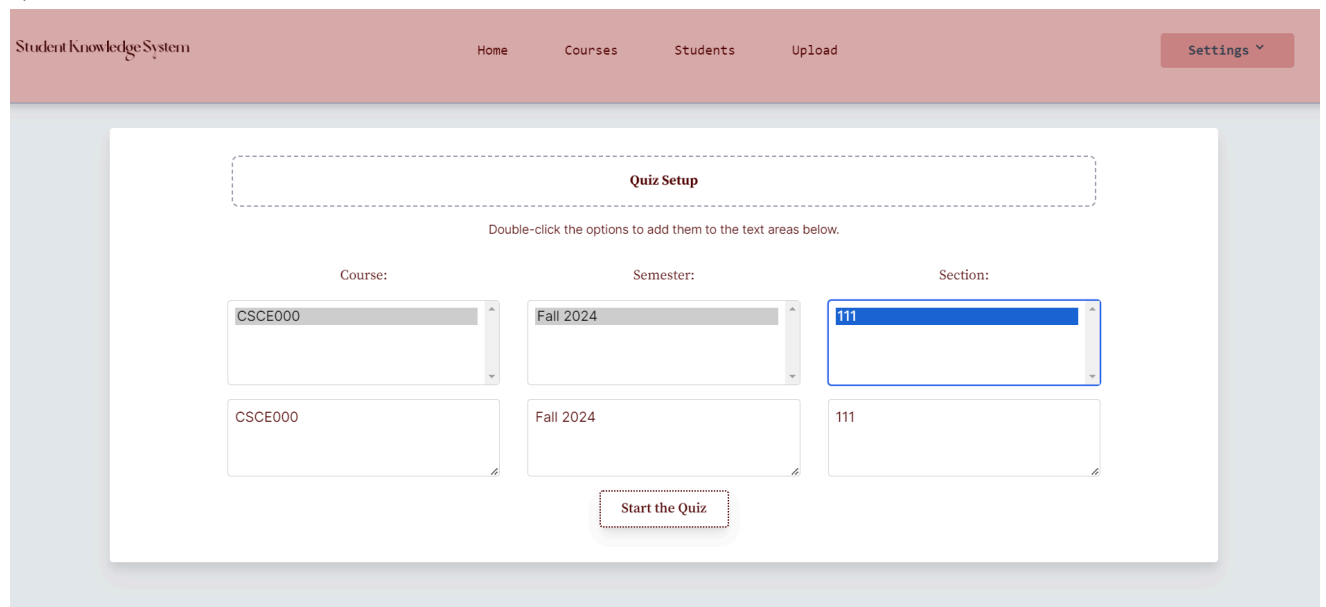 Student Knowledge System
Home Courses Students Upload Settings
Quiz Setup
Double-click the options to add them to the text areas below.
Course: Semester: Section:
CSCE000 Fall 2024 111
CSCE000 Fall 2024 111
Start the Quiz